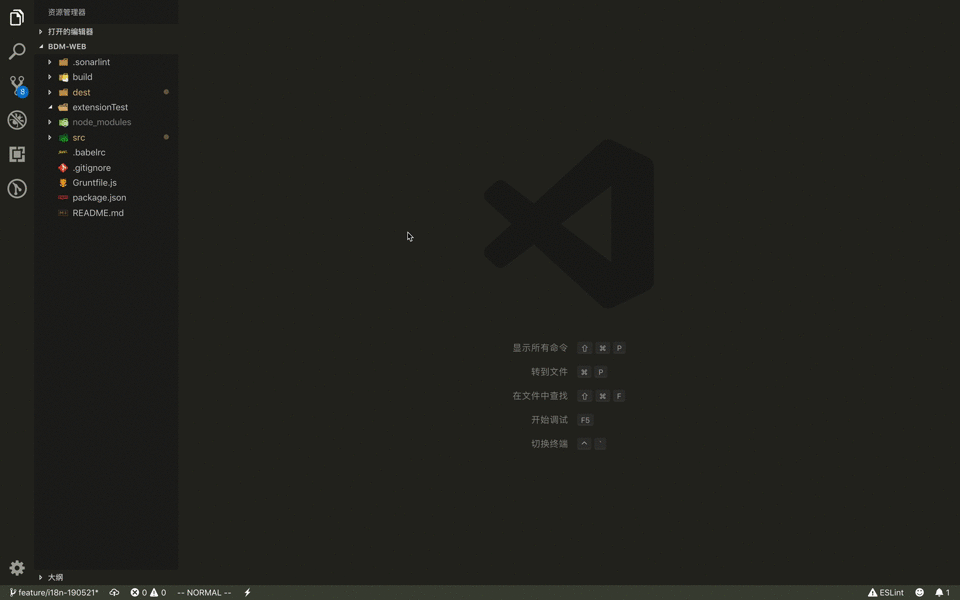 资源管理器
打开的编辑器
BDM-WEB
.sonarlint
build
dest
extensionTest
node_modules
src
.babelrc
.gitignore
Gruntfile.js
package.json
README.md
显示所有命令 ⇧ ⌘ P
转到文件 ⌘ P
在文件中查找 ⇧ ⌘ F
开始调试 F5
切换终端 ^ `
大纲
8
feature/i18n-190521* 0 0 -- NORMAL -- ESLint 1